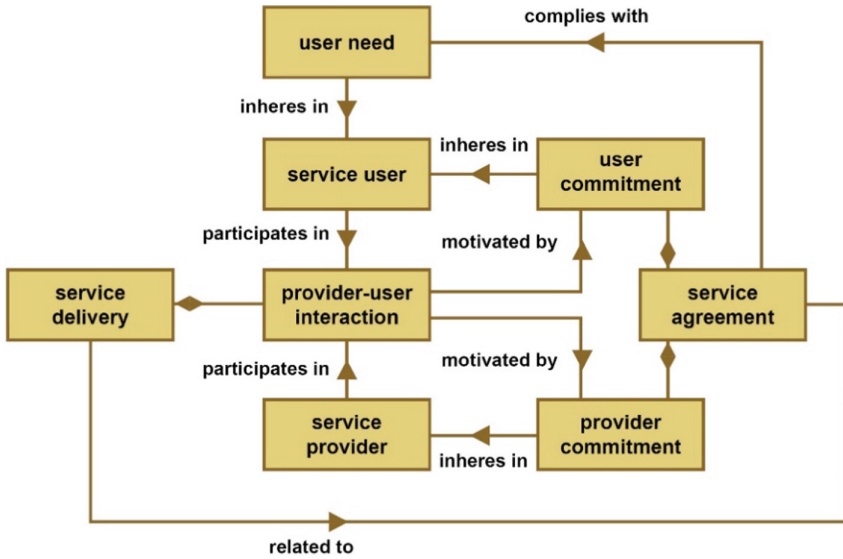 complies with
user need
inheres in
service user
inheres in
user
commitment
participates in
motivated by
service
delivery
provider-user
interaction
service
agreement
participates in
motivated by
service
provider
provider
commitment
inheres in
related to